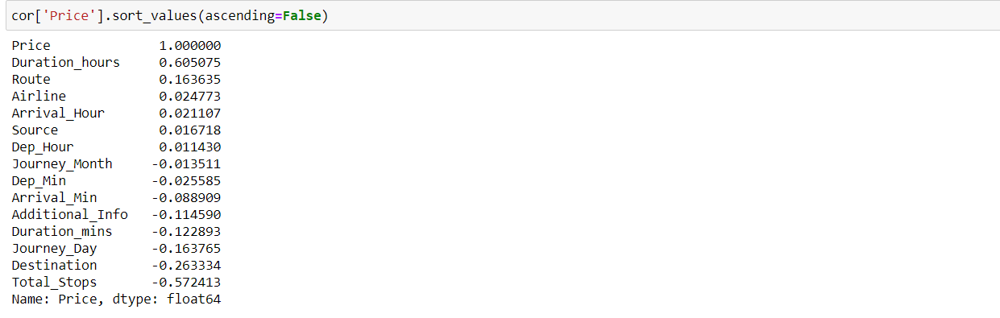 cor['Price'].sort_values(ascending=False)
Price 1.000000
Duration_hours 0.605075
Route 0.163635
Airline 0.024773
Arrival_Hour 0.021107
Source 0.016718
Dep_Hour 0.011430
Journey_Month -0.013511
Dep_Min -0.025585
Arrival_Min -0.088909
Additional_Info -0.114590
Duration_mins -0.122893
Journey_Day -0.163765
Destination -0.263334
Total_Stops -0.572413
Name: Price, dtype: float64